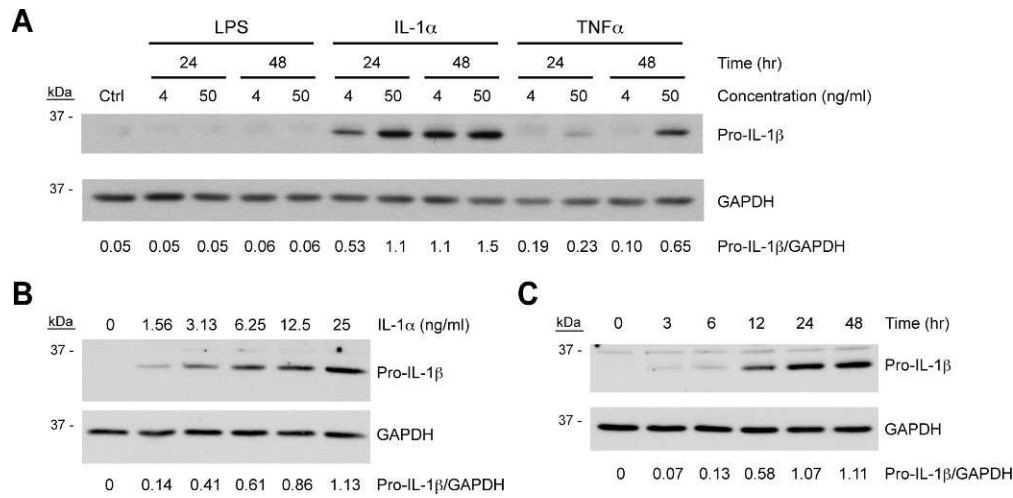 A
LPS IL-1α TNFα
24 48 24 48 24 48 Time (hr)
kDa Ctrl 4 50 4 50 4 50 4 50 4 50 4 50 Concentration (ng/ml)
37 -
Pro-IL-1β
37 -
GAPDH
0.05 0.05 0.05 0.06 0.06 0.53 1.1 1.1 1.5 0.19 0.23 0.10 0.65 Pro-IL-1β/GAPDH
B
kDa 0 1.56 3.13 6.25 12.5 25 IL-1α (ng/ml)
37 -
Pro-IL-1β
37 -
GAPDH
0 0.14 0.41 0.61 0.86 1.13 Pro-IL-1β/GAPDH
C
kDa 0 3 6 12 24 48 Time (hr)
37 -
Pro-IL-1β
37 -
GAPDH
0 0.07 0.13 0.58 1.07 1.11 Pro-IL-1β/GAPDH